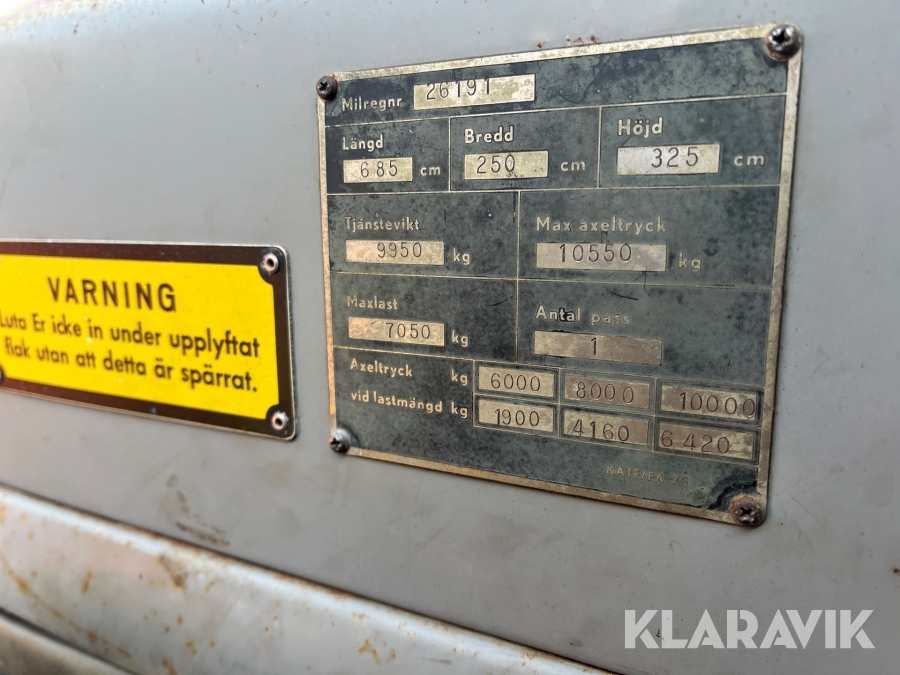 Milregnr 26191
Längd Bredd Höjd
685 cm 250 cm 325 cm
Tjänstevikt Max axeltryck
9950 kg 10550 kg
Maxlast Antal pass
7050 kg 1
Axeltryck kg 6000 8000 10000
vid lastmängd kg 1900 4160 6420
VARNING
Luta Er icke in under upplyftat
flak utan att detta är spärrat.
KLARAVIK